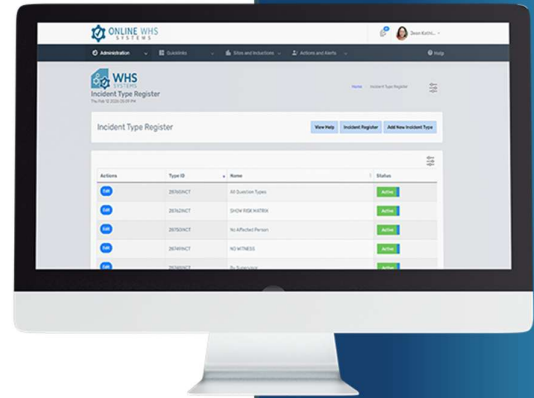 ONLINE WHS
SYSTEMS
Administration
Quicklinks
Sites and Inductions
Actions and Alerts
Help
WHS
SYSTEMS
Incident Type Register
Home
Incident Type Register
Incident Type Register
View Help
Incident Register
Add New Incident Type
Actions
Type ID
Name
Status
Edit
All Question Types
Active
Edit
SHOW RISK MATRIX
Active
Edit
No Affected Person
Active
Edit
NO WITNESS
Active
Edit
Active